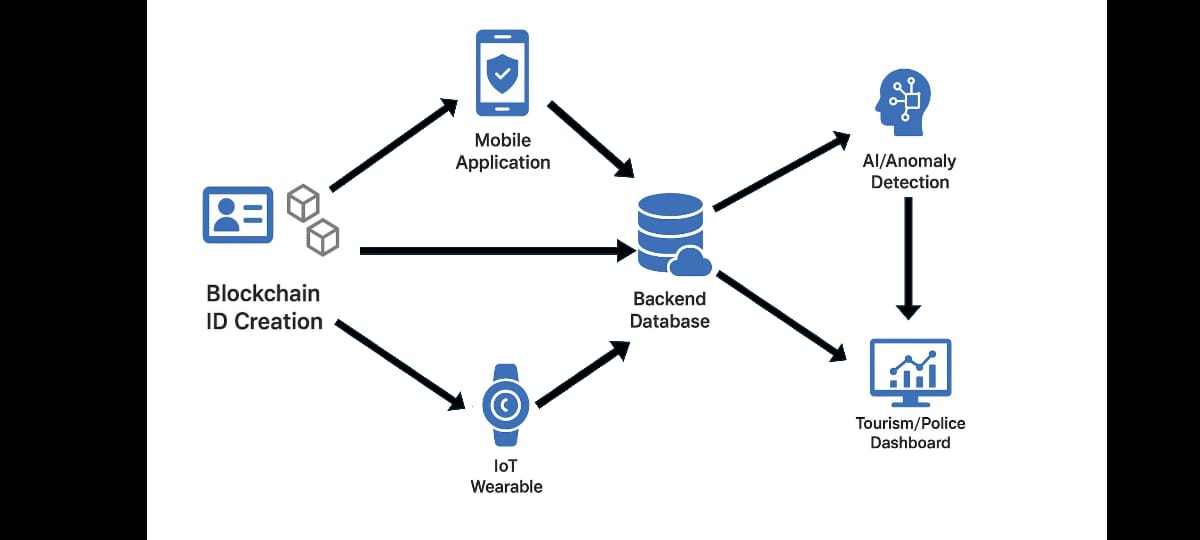 Mobile
Application
AI/Anomaly
Detection
Blockchain
ID Creation
Backend
Database
Tourism/Police
Dashboard
IoT
Wearable